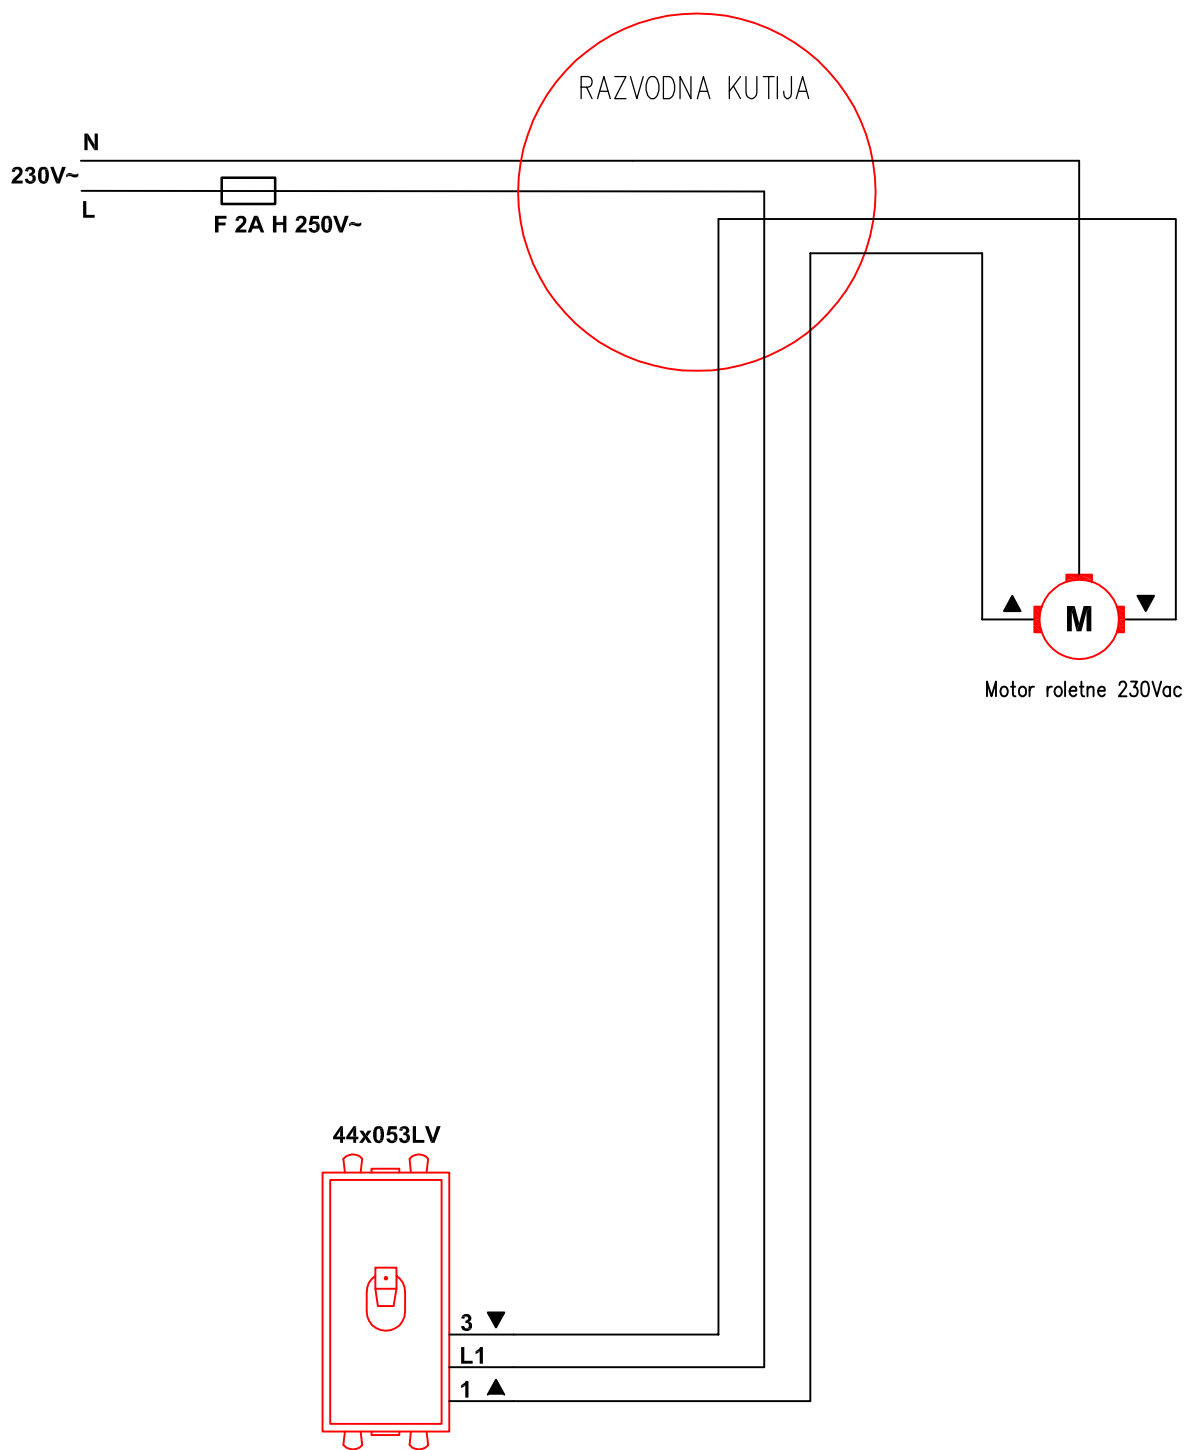 RAZVODNA KUTIJA
N
230V~
L
F 2A H 250V~
M
Motor roletne 230Vac
44x053LV
3
L1
1